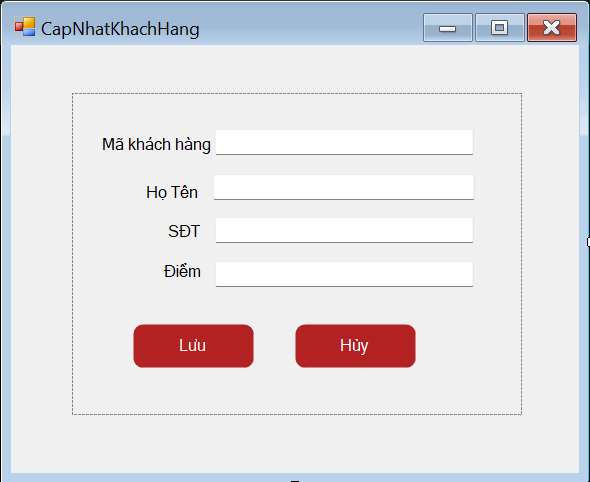 CapNhatKhachHang
Mã khách hàng
Họ Tên
SĐT
Điểm
Lưu Hủy